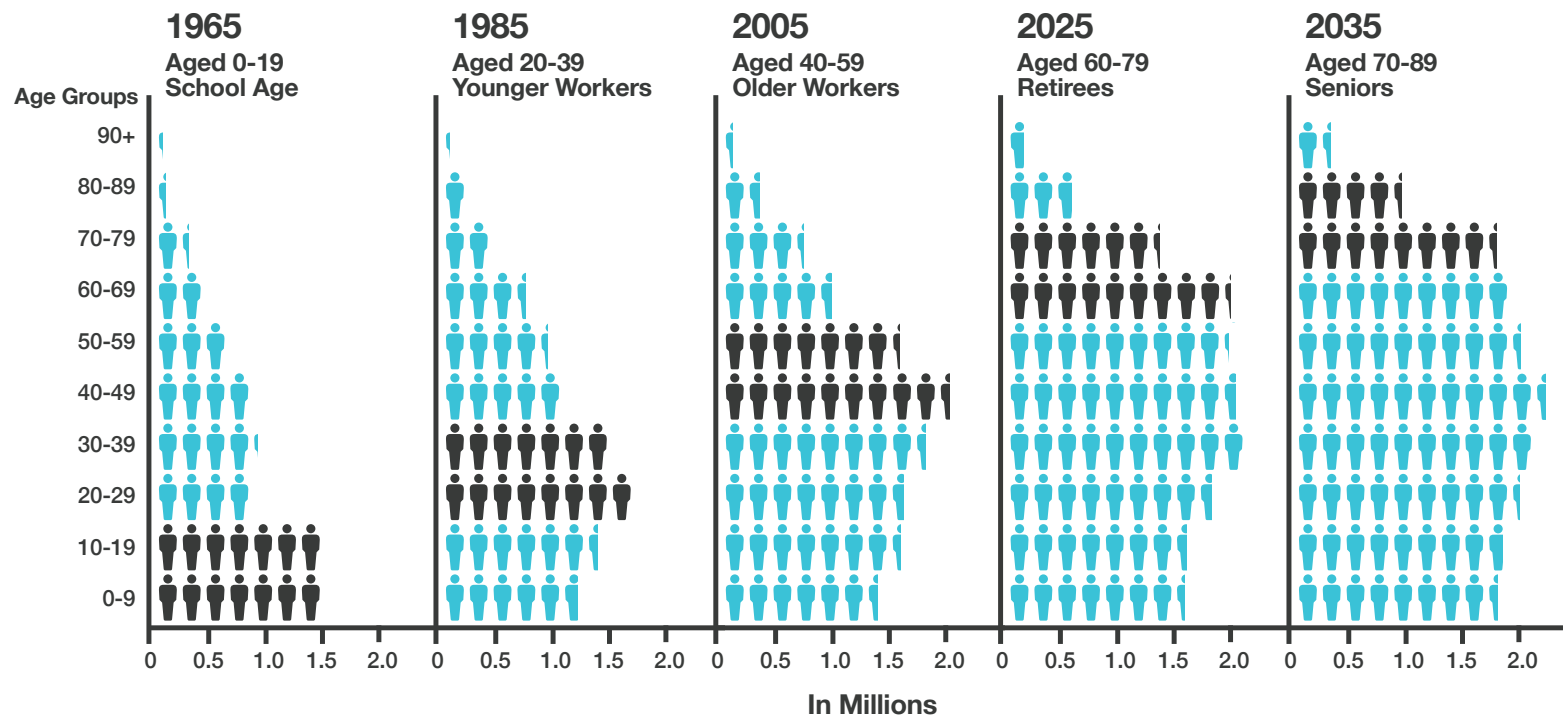 1965
Aged 0-19
School Age
1985
Aged 20-39
Younger Workers
2005
Aged 40-59
Older Workers
2025
Aged 60-79
Retirees
2035
Aged 70-89
Seniors
Age Groups
90+
80-89
70-79
60-69
50-59
40-49
30-39
20-29
10-19
0-9
0 0.5 1.0 1.5 2.0
0 0.5 1.0 1.5 2.0
0 0.5 1.0 1.5 2.0
0 0.5 1.0 1.5 2.0
0 0.5 1.0 1.5 2.0
In Millions